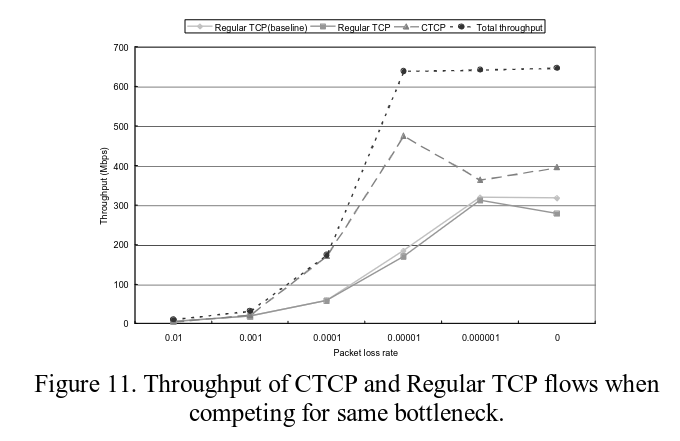 Regular TCP(baseline) Regular TCP CTCP Total throughput
700
600
500
400
300
200
100
0
Throughput (Mbps)
0.01 0.001 0.0001 0.00001 0.000001 0
Packet loss rate
Figure 11. Throughput of CTCP and Regular TCP flows when
competing for same bottleneck.